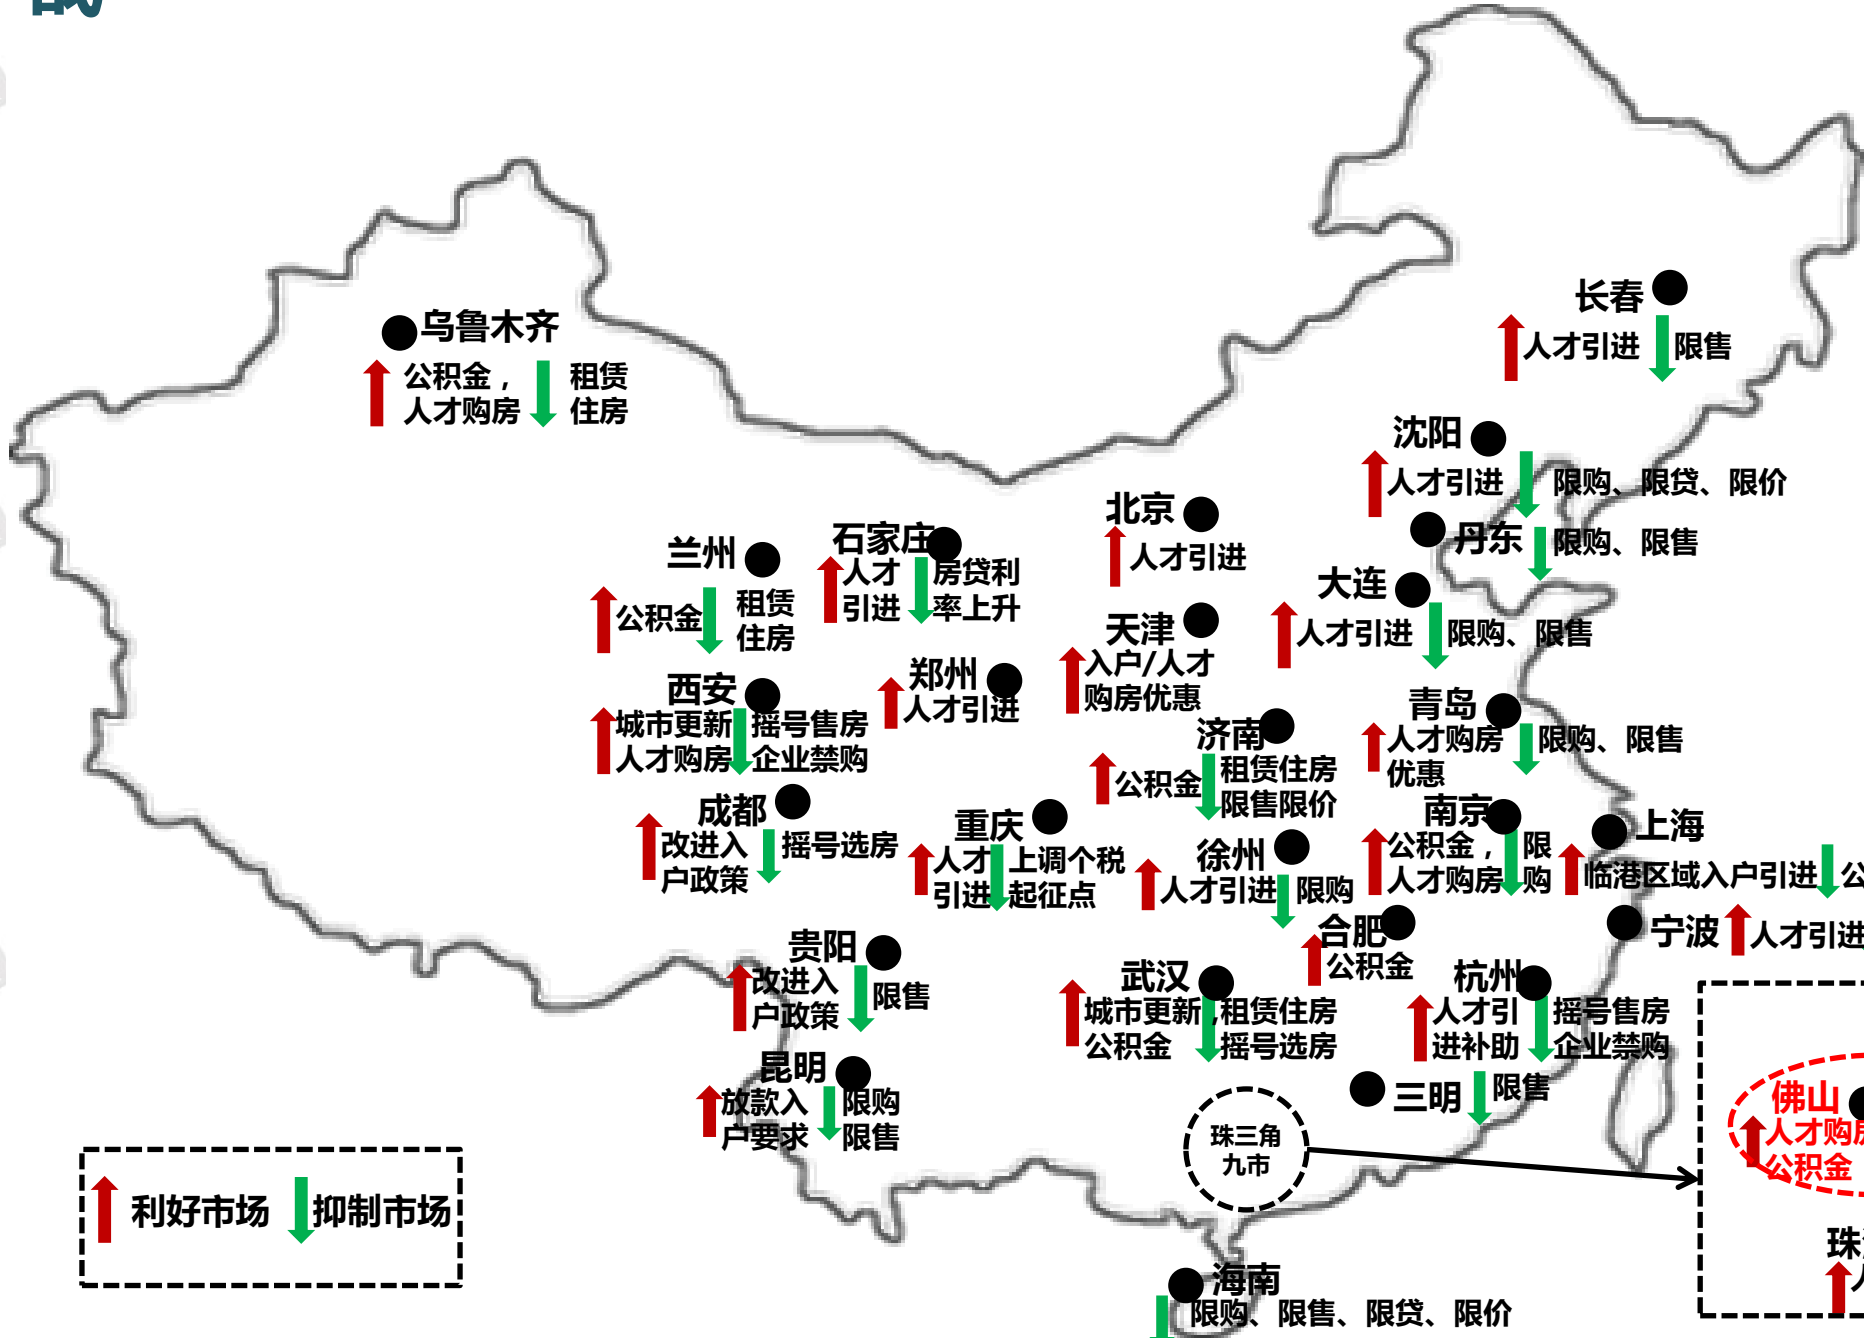 乌鲁木齐
公积金，
人才购房
租赁
住房
长春
人才引进
限售
沈阳
人才引进
限购、限贷、限价
丹东
限购、限售
北京
人才引进
大连
人才引进
限购、限售
兰州
公积金
租赁
住房
石家庄
人才
引进
房贷利
率上升
天津
入户/人才
购房优惠
郑州
人才引进
西安
城市更新
人才购房
摇号售房
企业禁购
济南
公积金
租赁住房
限售限价
青岛
人才购房
优惠
限购、限售
成都
改进入
户政策
摇号选房
重庆
人才
引进
上调个税
起征点
徐州
人才引进
限购
南京
公积金，
人才购房
限
购
上海
临港区域入户引进
公
宁波
人才引进
合肥
公积金
贵阳
改进入
户政策
限售
武汉
城市更新，
公积金
租赁住房
摇号选房
杭州
人才引
进补助
摇号售房
企业禁购
昆明
放款入
户要求
限购
限售
三明
限售
珠三角
九市
佛山
人才购房
公积金
海南
限购、限售、限贷、限价
利好市场
抑制市场